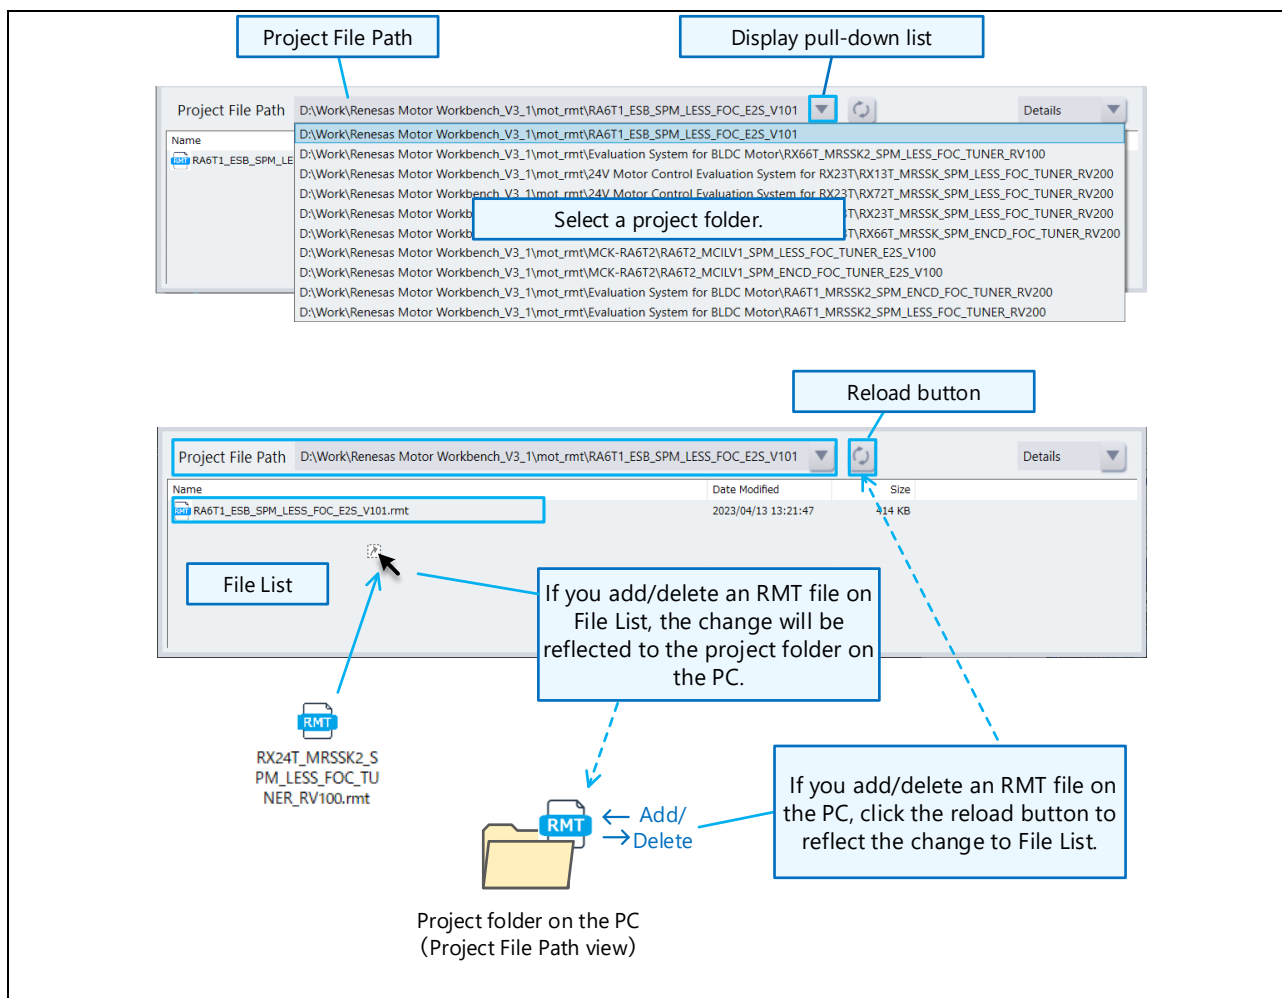 Project File Path
Display pull-down list
Project File Path D:\Work\Renesas Motor Workbench_V3_1\mot_rmt\RA6T1_ESB_SPM_LESS_FOC_E2S_V101 Details
Name
RMT RA6T1_ESB_SPM_LE
D:\Work\Renesas Motor Workbench_V3_1\mot_rmt\RA6T1_ESB_SPM_LESS_FOC_E2S_V101
D:\Work\Renesas Motor Workbench_V3_1\mot_rmt\Evaluation System for BLDC Motor\RX66T_MRSSK2_SPM_LESS_FOC_TUNER_RV100
D:\Work\Renesas Motor Workbench_V3_1\mot_rmt\24V Motor Control Evaluation System for RX23T\RX13T_MRSSK_SPM_LESS_FOC_TUNER_RV200
D:\Work\Renesas Motor Workbench_V3_1\mot_rmt\24V Motor Control Evaluation System for RX23T\RX72T_MRSSK_SPM_LESS_FOC_TUNER_RV200
D:\Work\Renesas Motor Workb T\RX23T_MRSSK_SPM_LESS_FOC_TUNER_RV200
D:\Work\Renesas Motor Workb T\RX66T_MRSSK_SPM_ENCD_FOC_TUNER_RV200
Select a project folder.
D:\Work\Renesas Motor Workbench_V3_1\mot_rmt\MCK-RA6T2\RA6T2_MCILV1_SPM_LESS_FOC_TUNER_E2S_V100
D:\Work\Renesas Motor Workbench_V3_1\mot_rmt\MCK-RA6T2\RA6T2_MCILV1_SPM_ENCD_FOC_TUNER_E2S_V100
D:\Work\Renesas Motor Workbench_V3_1\mot_rmt\Evaluation System for BLDC Motor\RA6T1_MRSSK2_SPM_ENCD_FOC_TUNER_RV200
D:\Work\Renesas Motor Workbench_V3_1\mot_rmt\Evaluation System for BLDC Motor\RA6T1_MRSSK2_SPM_LESS_FOC_TUNER_RV200
Reload button
Project File Path D:\Work\Renesas Motor Workbench_V3_1\mot_rmt\RA6T1_ESB_SPM_LESS_FOC_E2S_V101 Details
Name Date Modified Size
RMT RA6T1_ESB_SPM_LESS_FOC_E2S_V101.rmt 2023/04/13 13:21:47 414 KB
File List
If you add/delete an RMT file on
File List, the change will be
reflected to the project folder on
the PC.
RMT
RX24T_MRSSK2_S
PM_LESS_FOC_TU
NER_RV100.rmt
If you add/delete an RMT file on
the PC, click the reload button to
reflect the change to File List.
RMT
← Add/
→ Delete
Project folder on the PC
(Project File Path view)